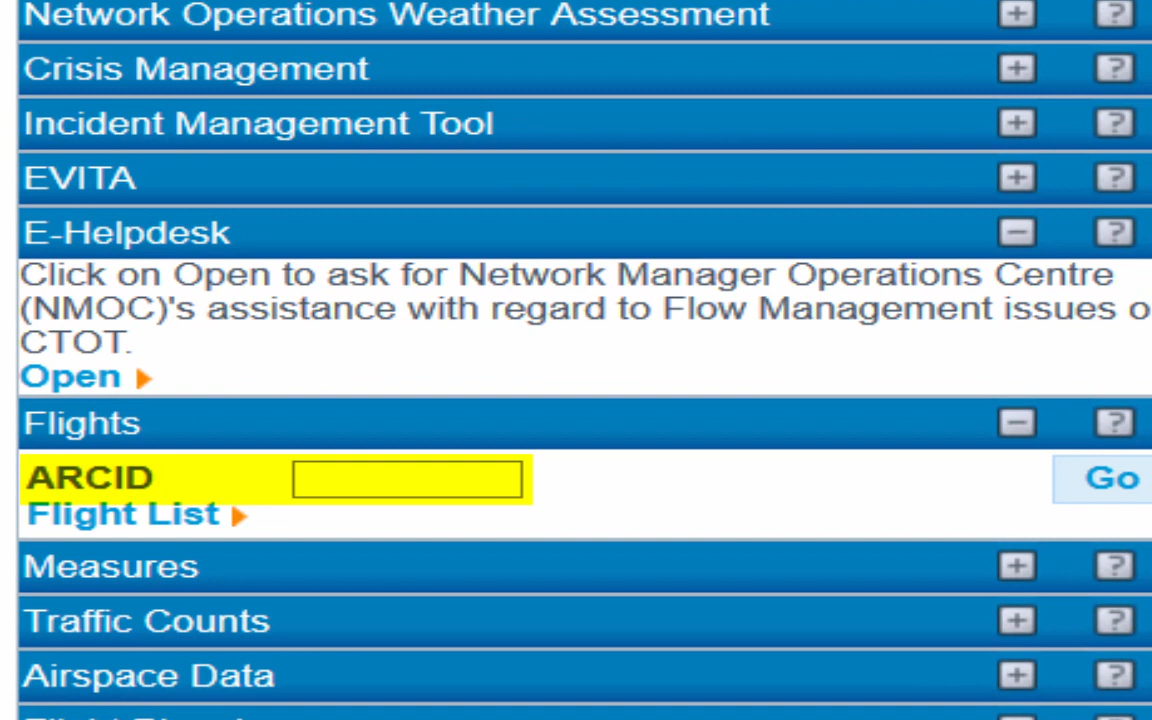 Network Operations Weather Assessment + ?
Crisis Management + ?
Incident Management Tool + ?
EVITA + ?
E-Helpdesk − ?
Click on Open to ask for Network Manager Operations Centre
(NMOC)'s assistance with regard to Flow Management issues o
CTOT.
Open
Flights − ?
ARCID Go
Flight List
Measures + ?
Traffic Counts + ?
Airspace Data + ?